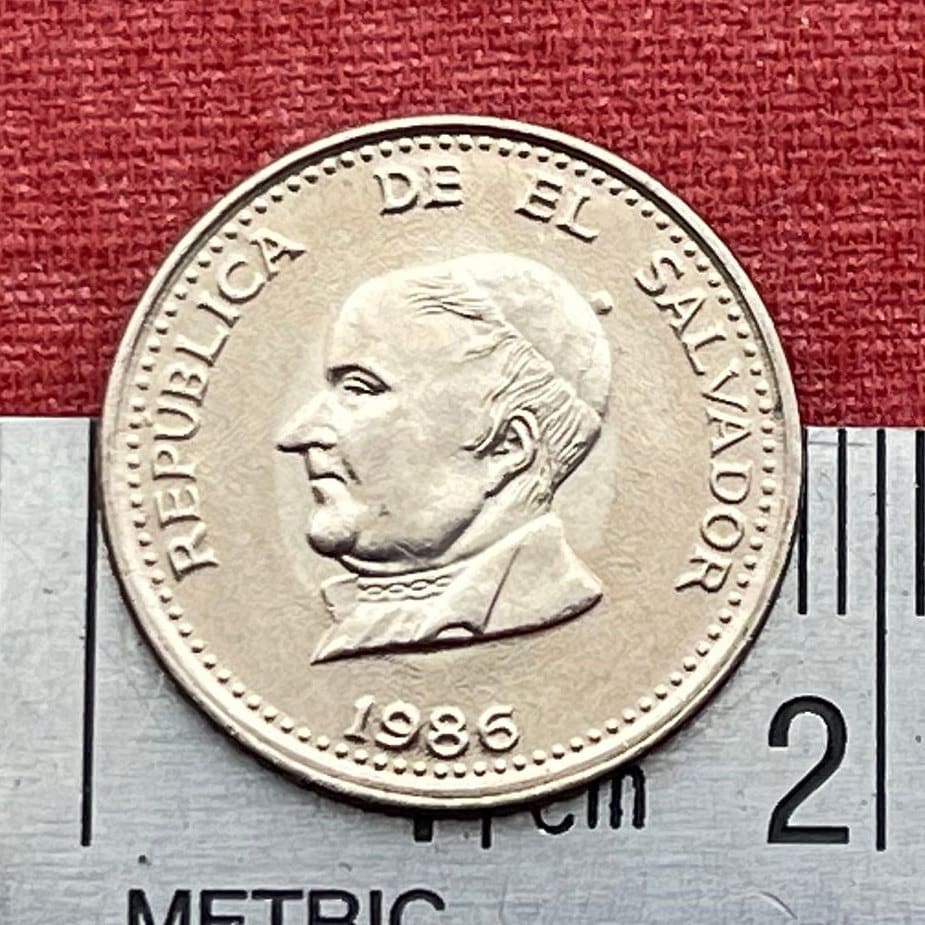 REPUBLICA DE EL SALVADOR
1986
cm
2
METRIC